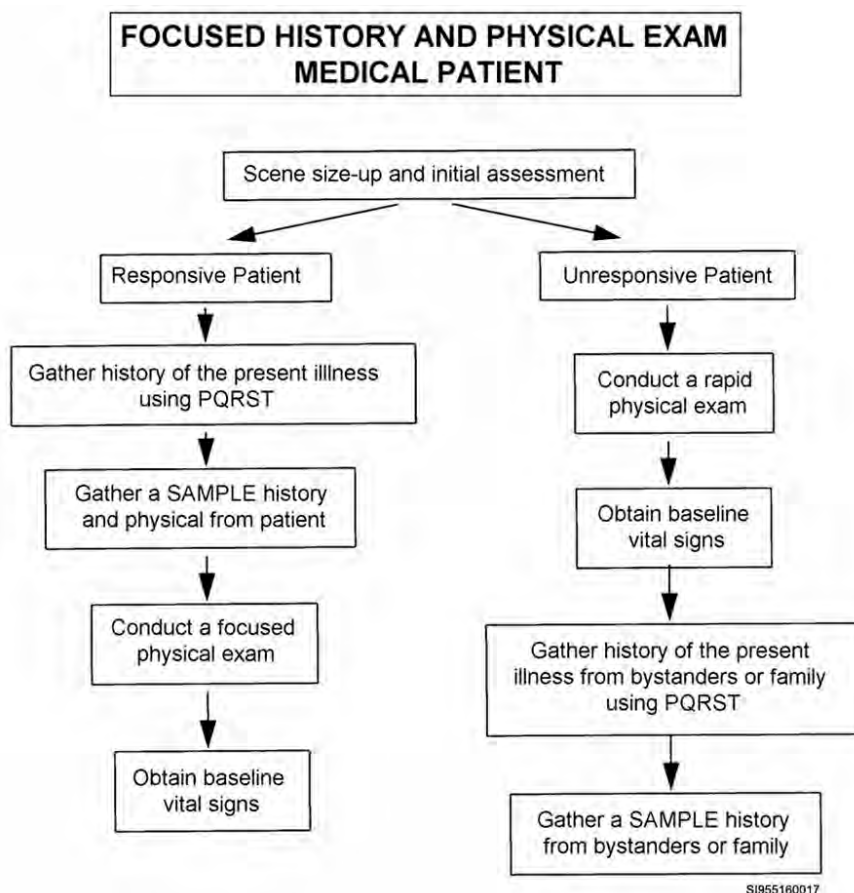 FOCUSED HISTORY AND PHYSICAL EXAM
MEDICAL PATIENT
Scene size-up and initial assessment
Responsive Patient
Gather history of the present illlness
using PQRST
Gather a SAMPLE history
and physical from patient
Conduct a focused
physical exam
Obtain baseline
vital signs
Unresponsive Patient
Conduct a rapid
physical exam
Obtain baseline
vital signs
Gather history of the present
illness from bystanders or family
using PQRST
Gather a SAMPLE history
from bystanders or family
SI955160017